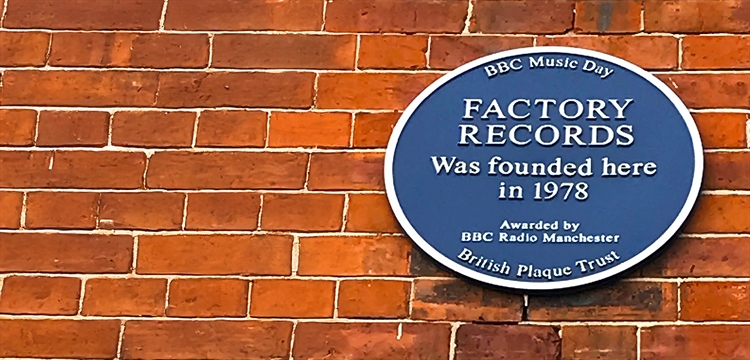 BBC Music Day
FACTORY
RECORDS
Was founded here
in 1978
Awarded by
BBC Radio Manchester
British Plaque Trust